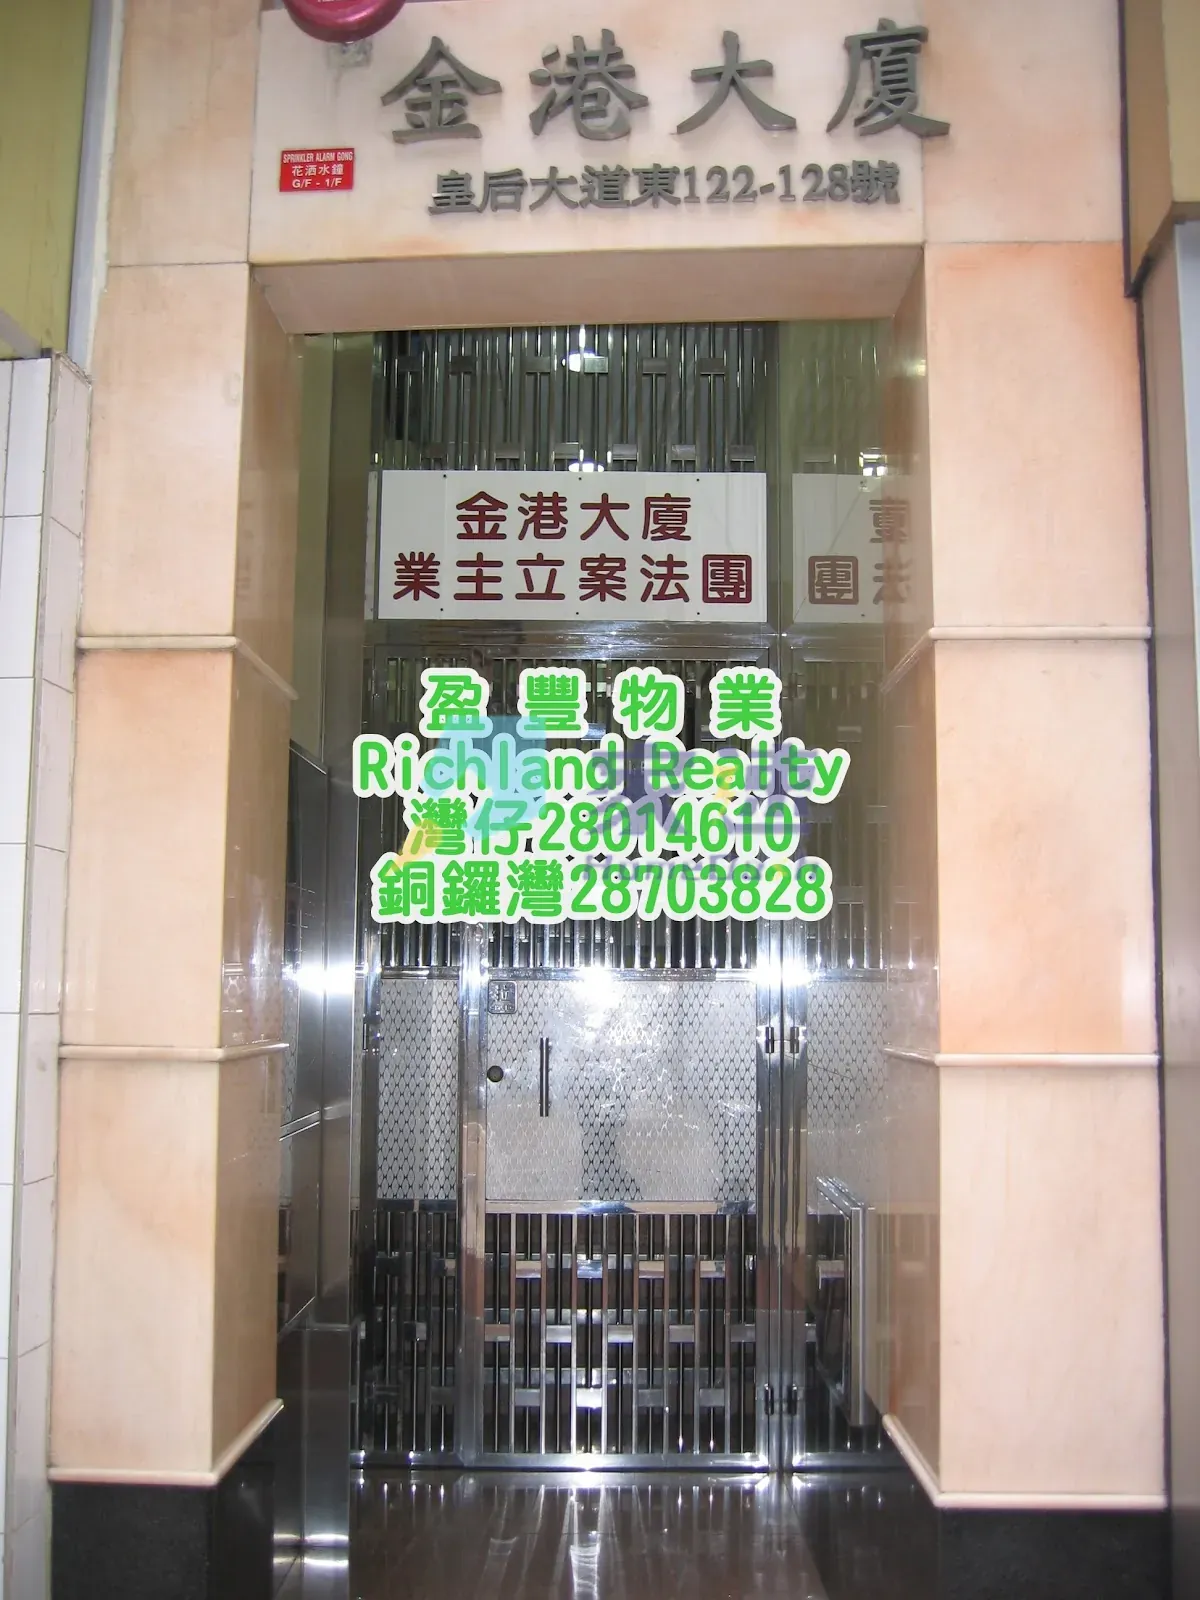 金港大廈
皇后大道東122-128號
SPRINKLER ALARM GONG
花洒水鐘
G/F - 1/F
金港大廈
業主立案法團
盈豐物業
Richland Realty
灣仔28014610
銅鑼灣28703828